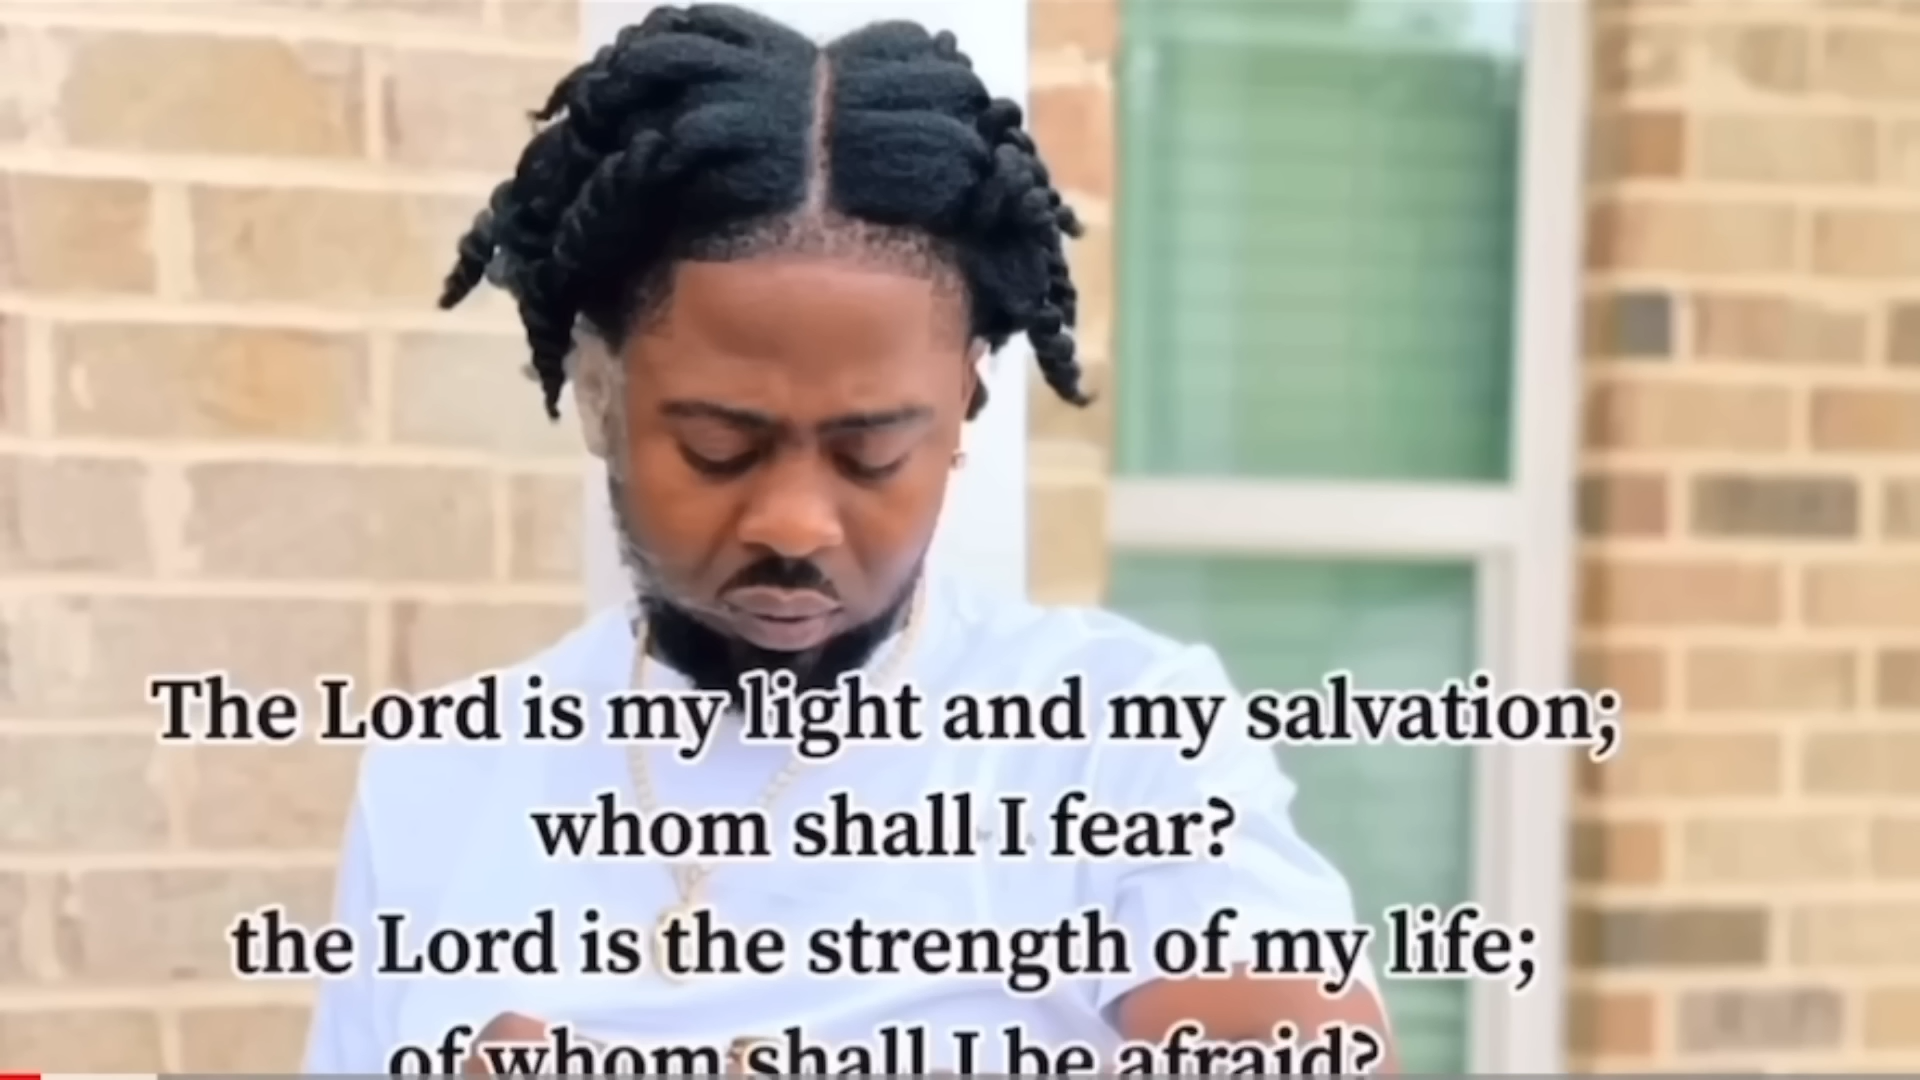 The Lord is my light and my salvation;
whom shall I fear?
the Lord is the strength of my life;
of whom shall I be afraid?